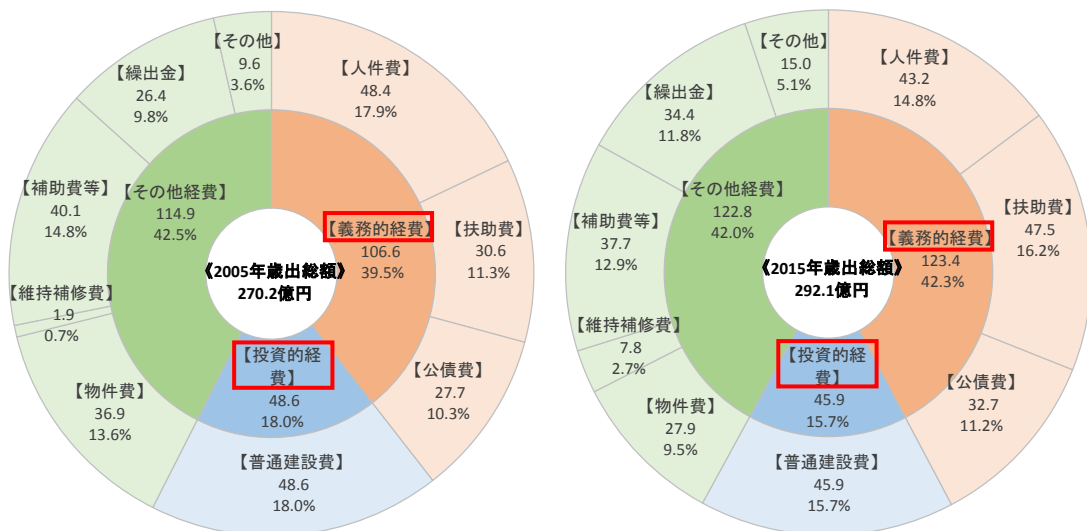 【その他】
9.6
3.6%
【人件費】
48.4
17.9%
【繰出金】
26.4
9.8%
【補助費等】
40.1
14.8%
【その他経費】
114.9
42.5%
【義務的経費】
106.6
39.5%
【扶助費】
30.6
11.3%
《2005年歳出総額》
270.2億円
【維持補修費】
1.9
0.7%
【投資的経
費】
48.6
18.0%
【公債費】
27.7
10.3%
【物件費】
36.9
13.6%
【普通建設費】
48.6
18.0%
【その他】
15.0
5.1%
【人件費】
43.2
14.8%
【繰出金】
34.4
11.8%
【補助費等】
37.7
12.9%
【その他経費】
122.8
42.0%
【義務的経費】
123.4
42.3%
【扶助費】
47.5
16.2%
《2015年歳出総額》
292.1億円
【維持補修費】
7.8
2.7%
【投資的経
費】
45.9
15.7%
【公債費】
32.7
11.2%
【物件費】
27.9
9.5%
【普通建設費】
45.9
15.7%